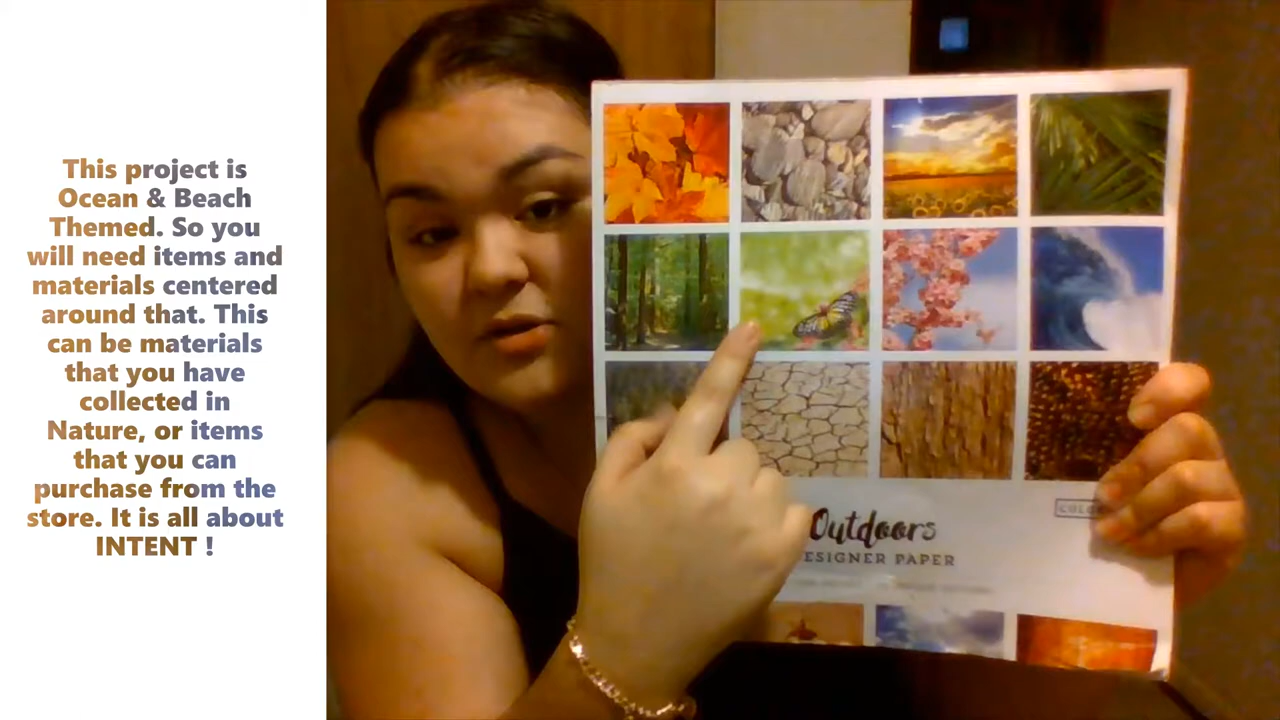 This project is
Ocean & Beach
Themed. So you
will need items and
materials centered
around that. This
can be materials
that you have
collected in
Nature, or items
that you can
purchase from the
store. It is all about
INTENT !
Outdoors
DESIGNER PAPER